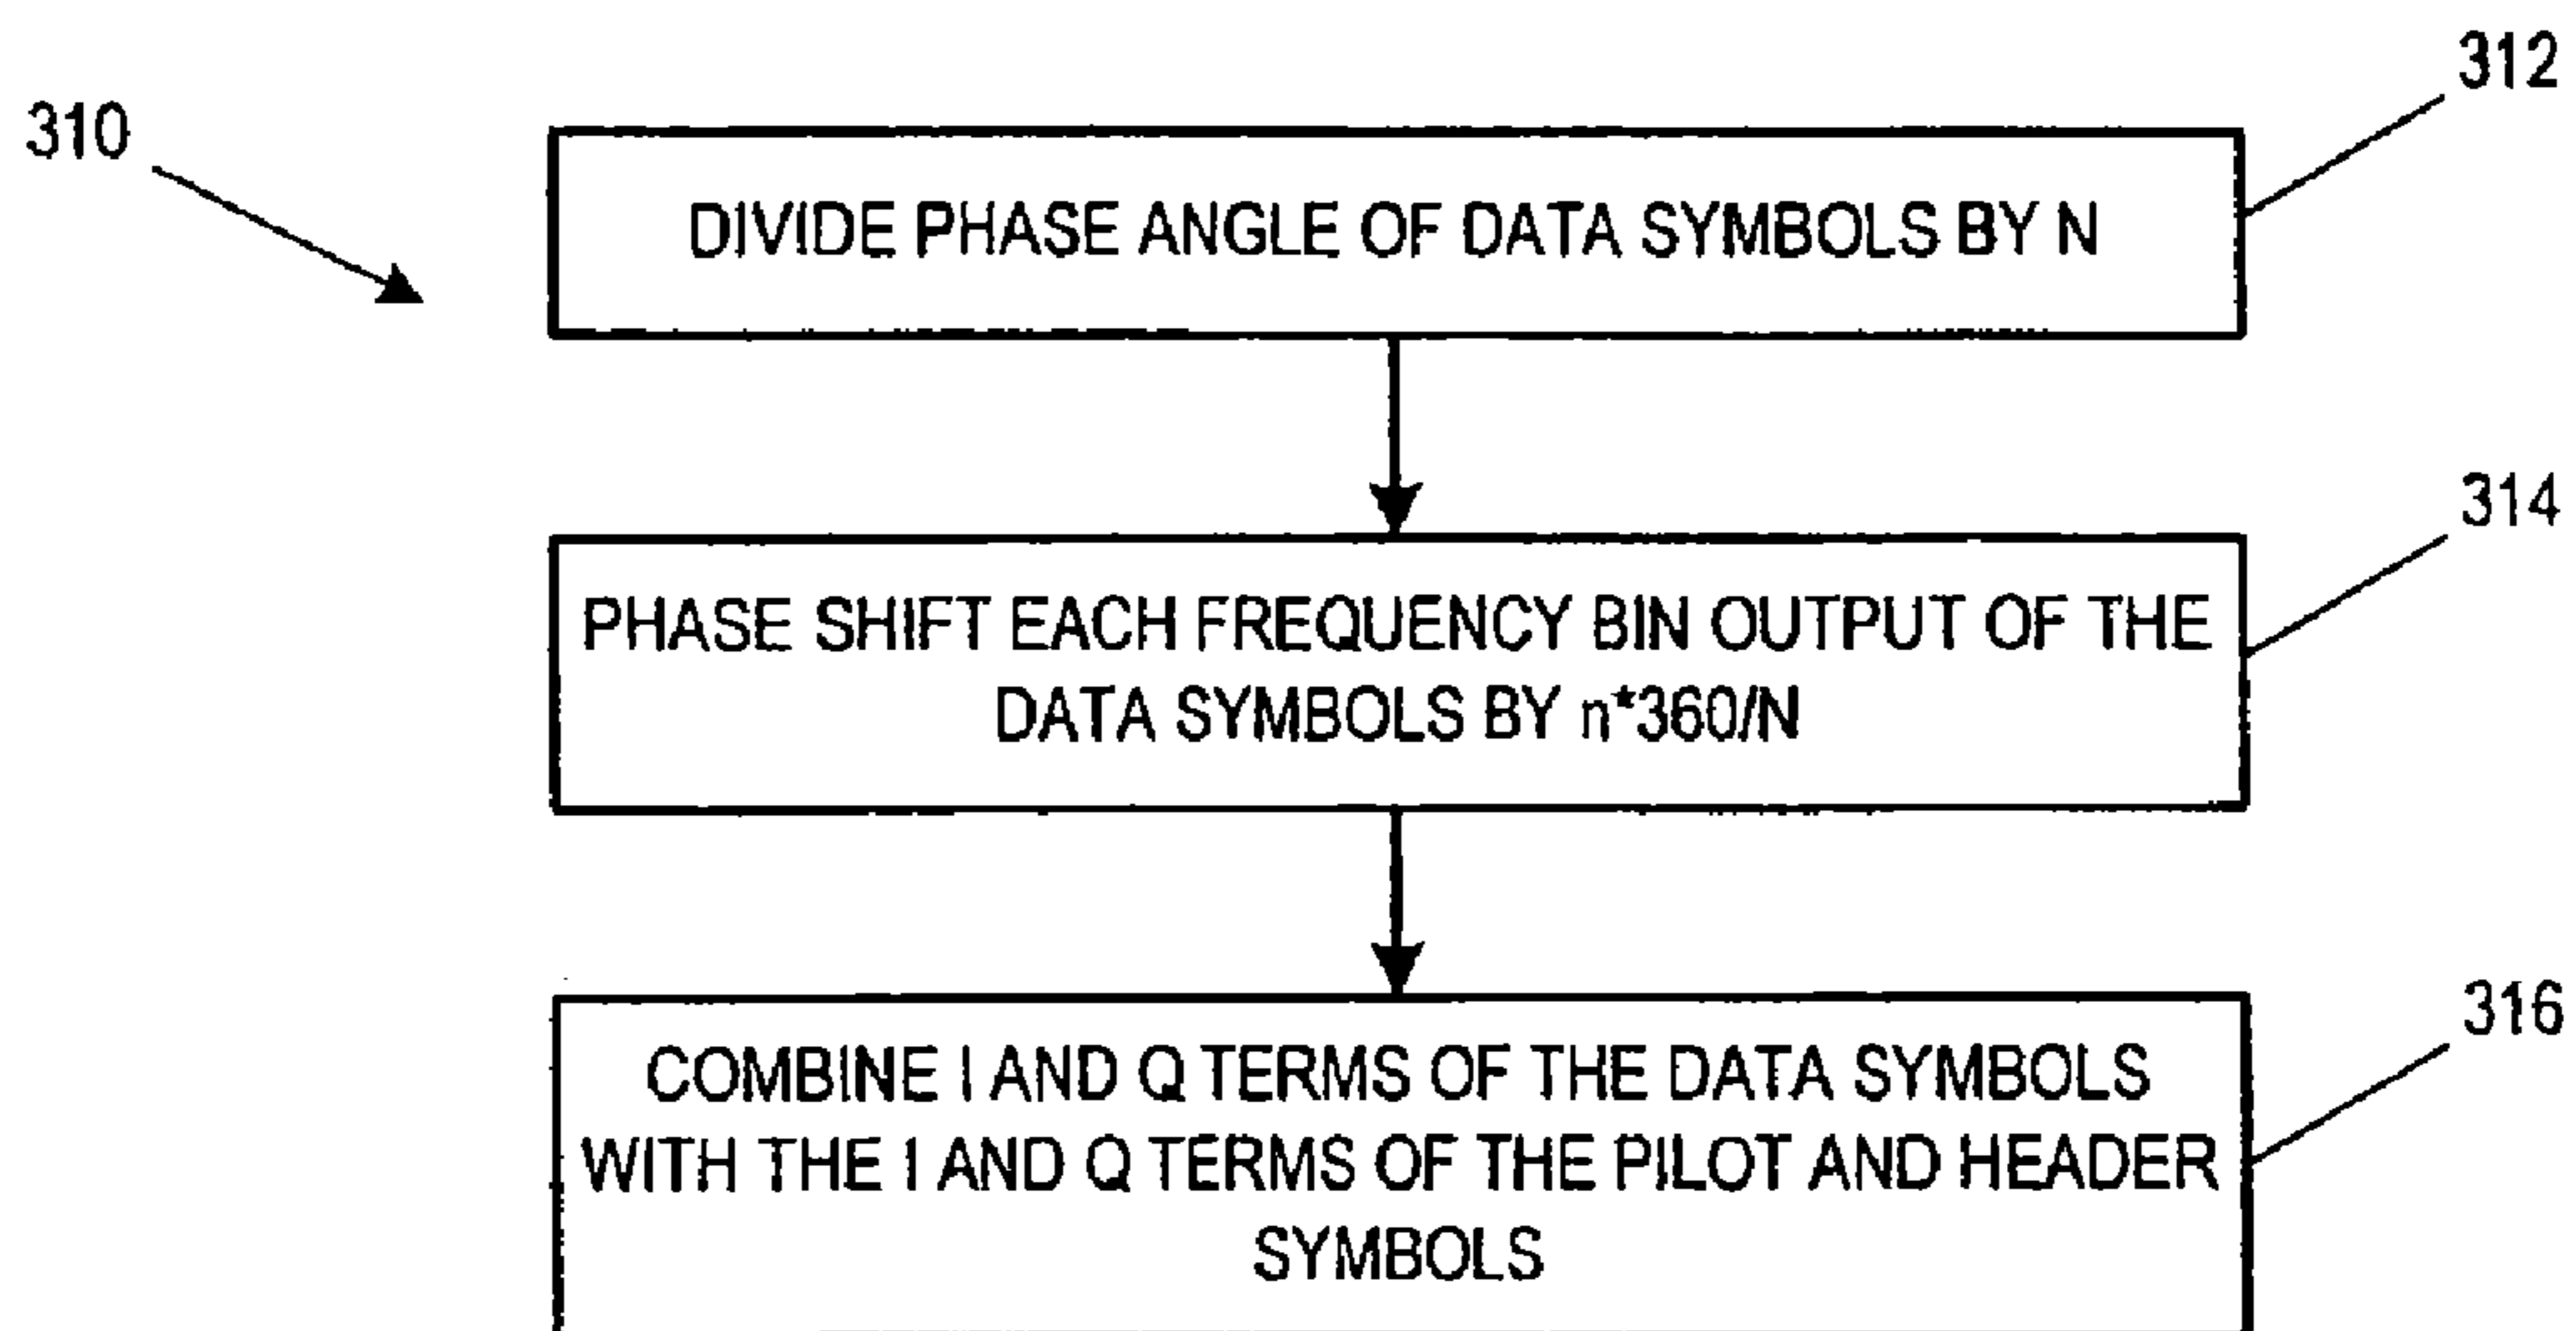 312
310
DIVIDE PHASE ANGLE OF DATA SYMBOLS BY N
314
PHASE SHIFT EACH FREQUENCY BIN OUTPUT OF THE
DATA SYMBOLS BY n*360/N
316
COMBINE I AND Q TERMS OF THE DATA SYMBOLS
WITH THE I AND Q TERMS OF THE PILOT AND HEADER
SYMBOLS